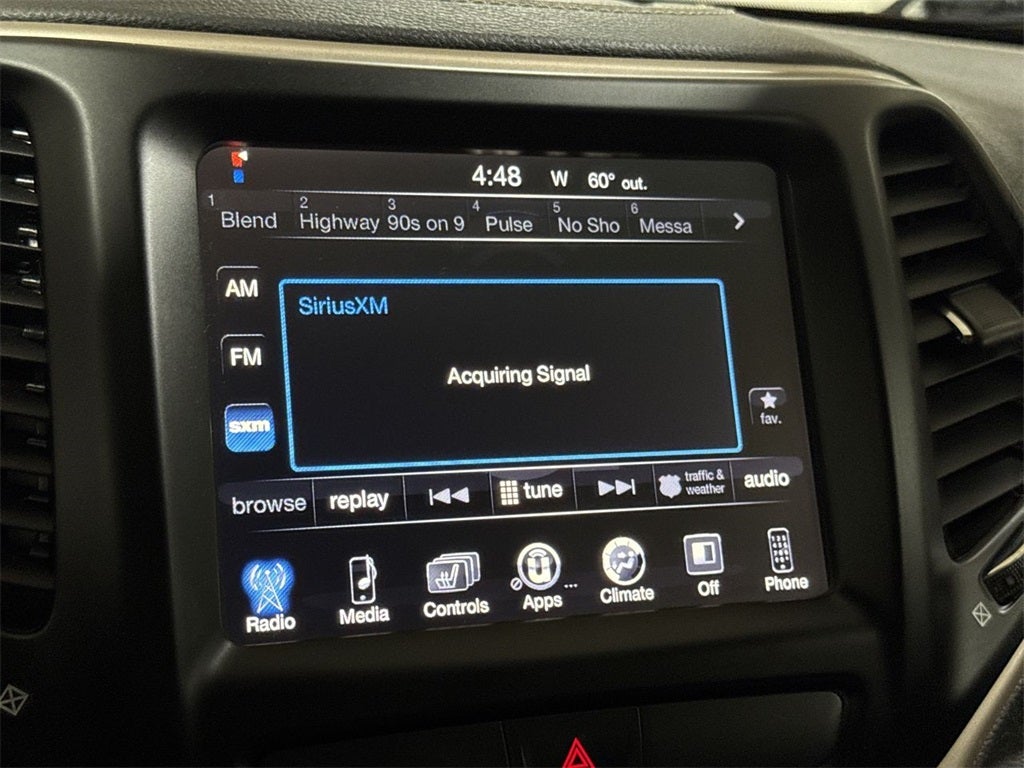 4:48 W 60° out.
1 Blend 2 Highway 3 90s on 9 4 Pulse 5 No Sho 6 Messa
AM
SiriusXM
FM
Acquiring Signal
sxm
fav.
browse replay tune traffic & weather audio
Radio Media Controls Apps ... Climate Off Phone